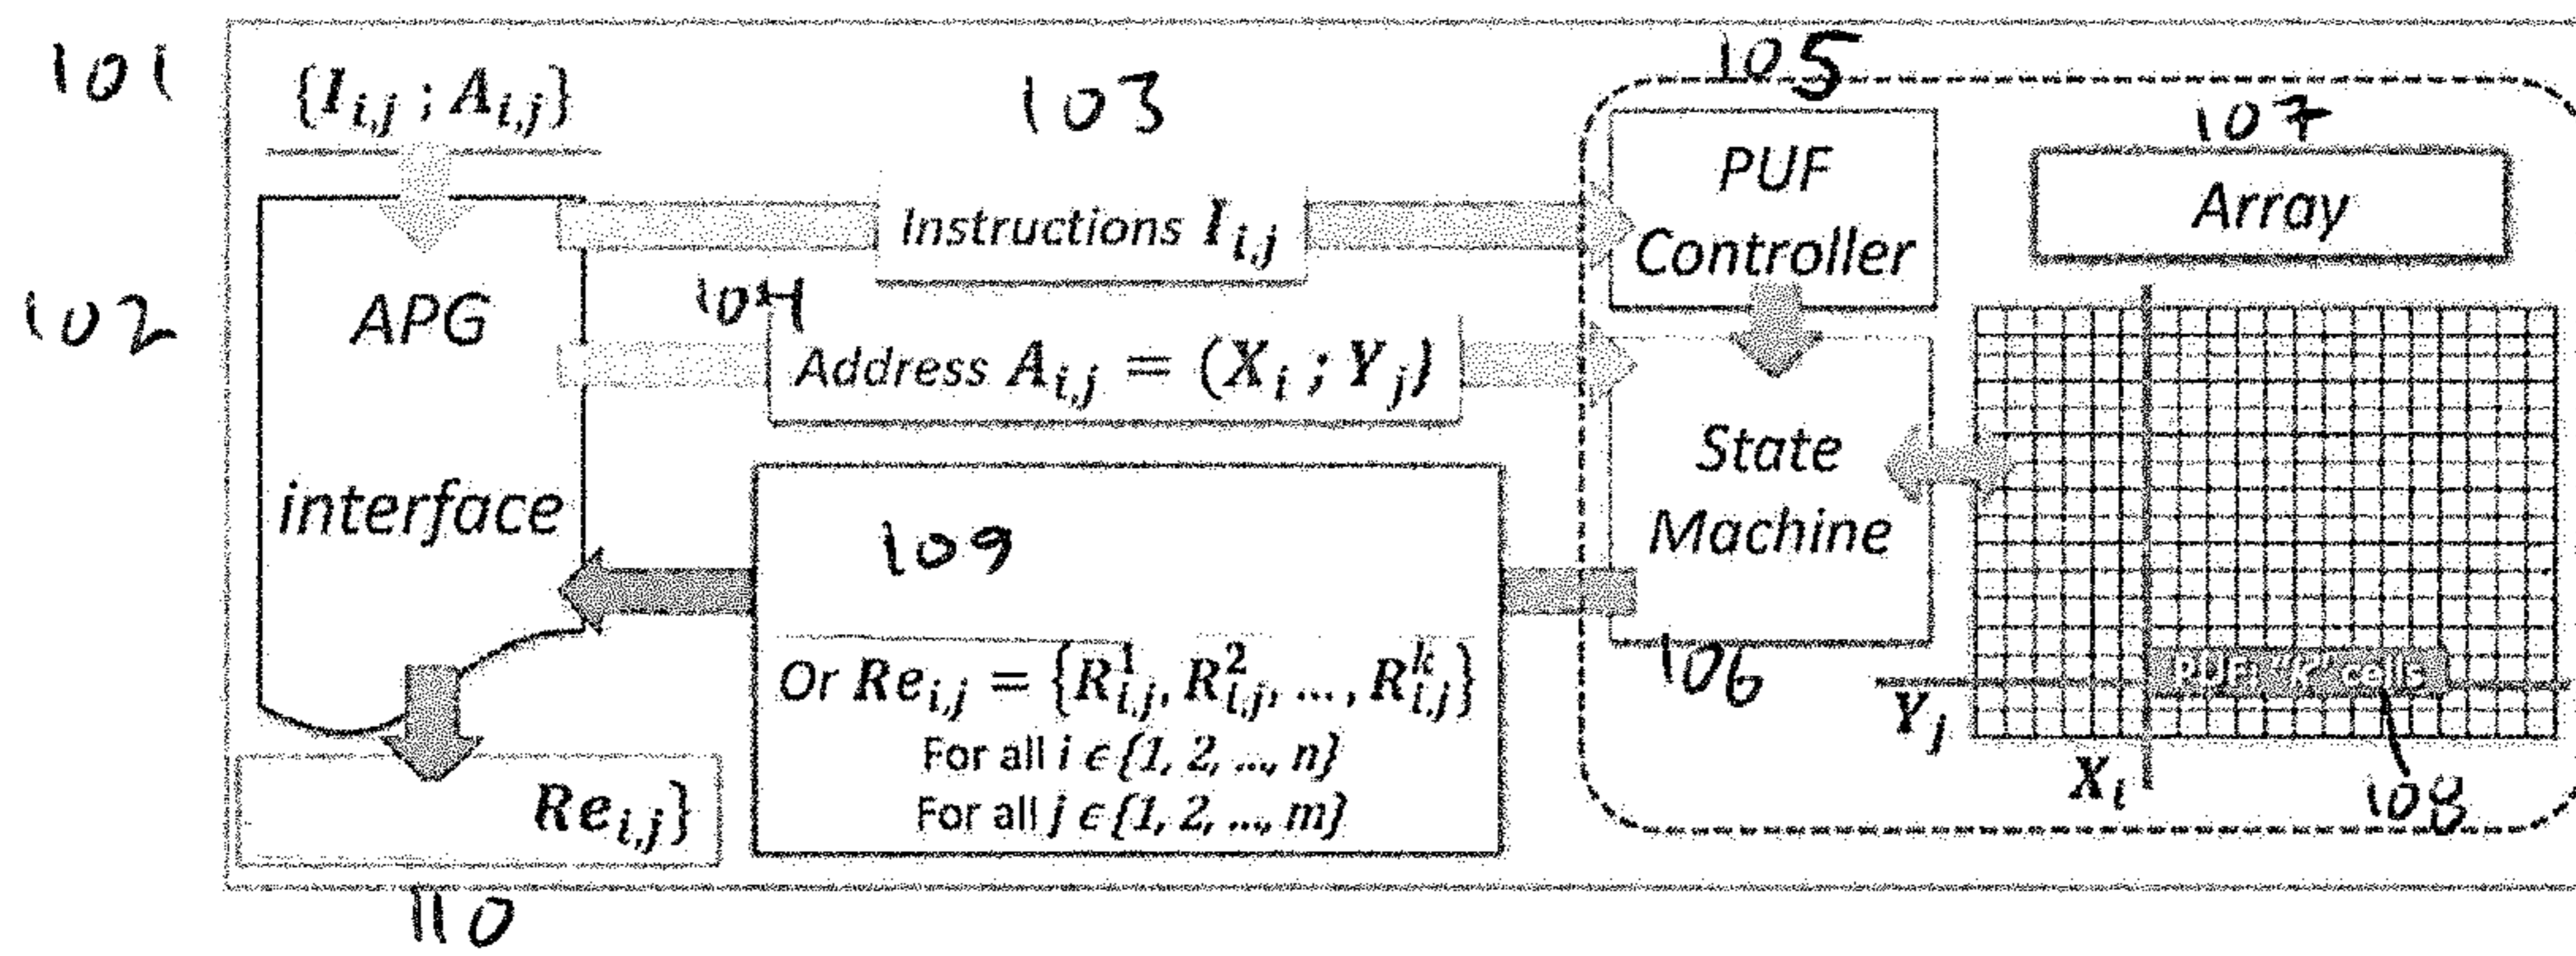 101
{I_{i,j} ; A_{i,j}}
102
APG
interface
103
Instructions I_{i,j}
104
Address A_{i,j} = (X_i ; Y_j)
105
PUF
Controller
State
Machine
106
107
Array
PUF: "k" cells
Y_j
X_i
108
109
Or Re_{i,j} = {R^1_{i,j}, R^2_{i,j}, ..., R^k_{i,j}}
For all i ϵ {1, 2, ..., n}
For all j ϵ {1, 2, ..., m}
Re_{i,j}}
110